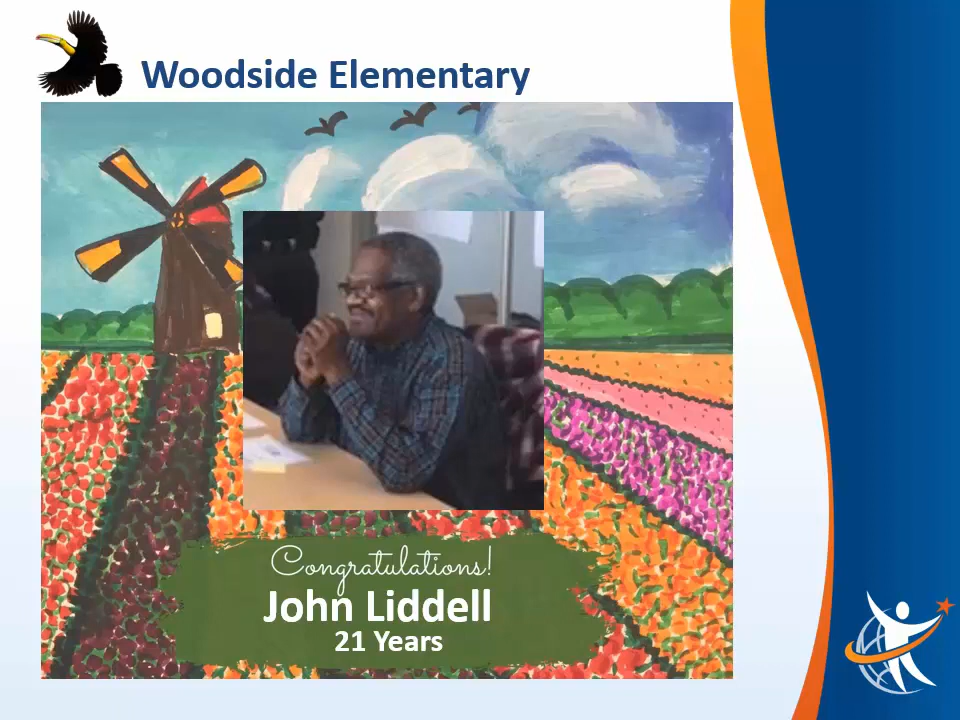 Woodside Elementary
Congratulations!
John Liddell
21 Years